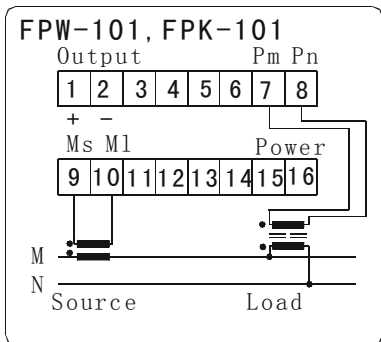 FPW-101, FPK-101
Output Pm Pn
1 2 3 4 5 6 7 8
+ −
Ms Ml Power
9 10 11 12 13 14 15 16
M
N
Source Load